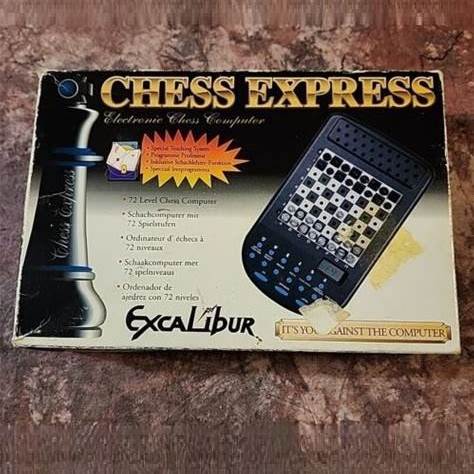 CHESS EXPRESS
Electronic Chess Computer
• Special Teaching System
• Programme Professeur
• Inklusive Schachlehrer-Funktion
• Speciaal leerprogramma
Chess Express
• 72 Level Chess Computer
• Schachcomputer mit
72 Spielstufen
• Ordinateur d' échecs à
72 niveaux
• Schaakcomputer met
72 spelniveaus
• Ordenador de
ajedrez con 72 niveles
EXCALIBUR
IT'S YOU AGAINST THE COMPUTER